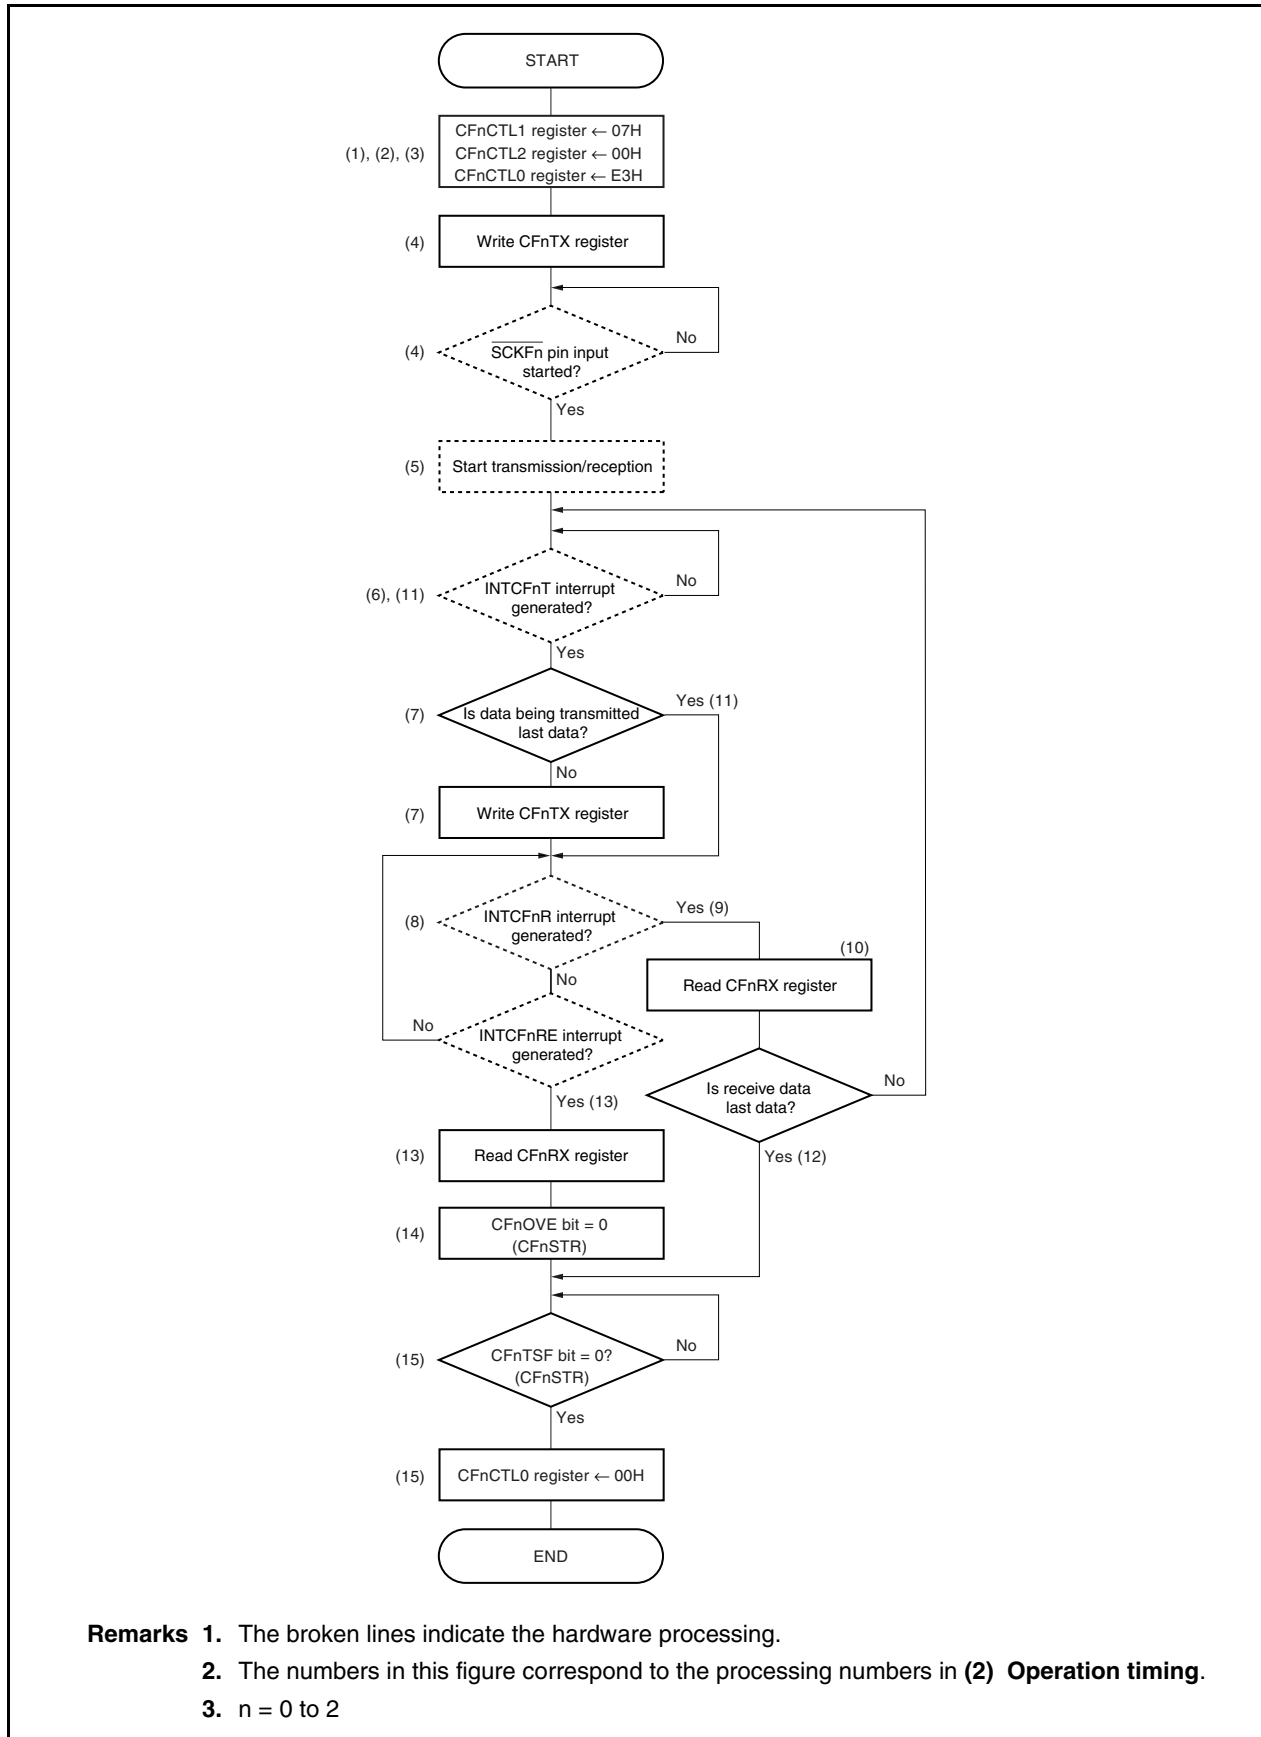 START
CFnCTL1 register ← 07H
(1), (2), (3)
CFnCTL2 register ← 00H
CFnCTL0 register ← E3H
(4)
Write CFnTX register
No
(4)
SCKFn pin input
started?
Yes
(5)
Start transmission/reception
No
(6), (11)
INTCFnT interrupt
generated?
Yes
Yes (11)
(7)
Is data being transmitted
last data?
No
(7)
Write CFnTX register
Yes (9)
(8)
INTCFnR interrupt
generated?
(10)
No
Read CFnRX register
No
INTCFnRE interrupt
generated?
No
Is receive data
last data?
Yes (13)
(13)
Read CFnRX register
Yes (12)
(14)
CFnOVE bit = 0
(CFnSTR)
No
(15)
CFnTSF bit = 0?
(CFnSTR)
Yes
(15)
CFnCTL0 register ← 00H
END
Remarks 1. The broken lines indicate the hardware processing.
2. The numbers in this figure correspond to the processing numbers in (2) Operation timing.
3. n = 0 to 2